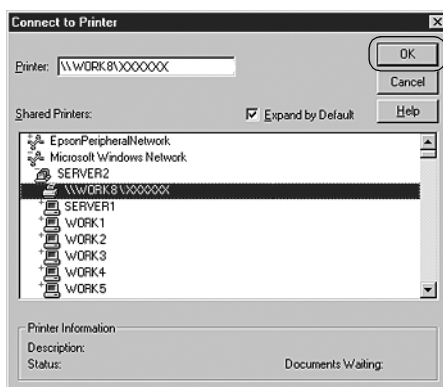 Connect to Printer
OK
Printer: \\WORK8\XXXXXX
Cancel
Shared Printers:
Expand by Default
Help
EpsonPeripheralNetwork
Microsoft Windows Network
SERVER2
\\WORK8\XXXXXX
SERVER1
WORK1
WORK2
WORK3
WORK4
WORK5
Printer Information
Description:
Status:
Documents Waiting: